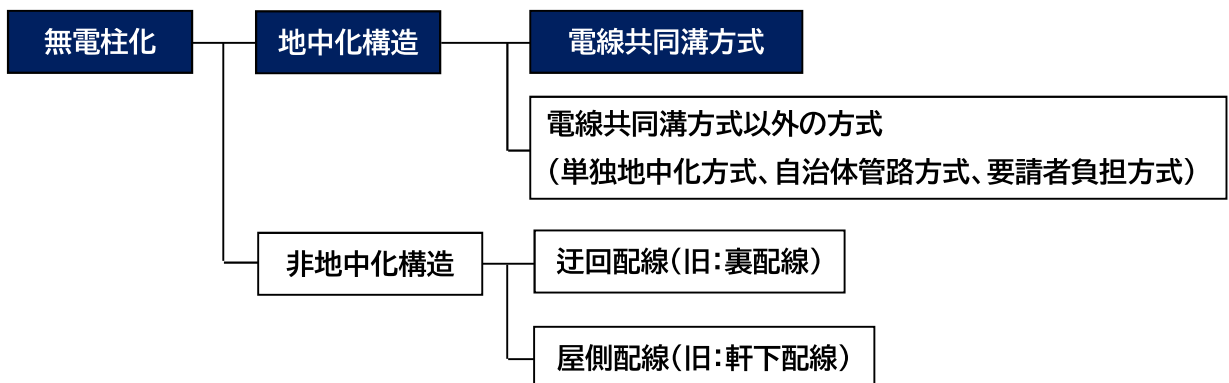 無電柱化
地中化構造
電線共同溝方式
電線共同溝方式以外の方式
（単独地中化方式、自治体管路方式、要請者負担方式）
非地中化構造
迂回配線（旧：裏配線）
屋側配線（旧：軒下配線）